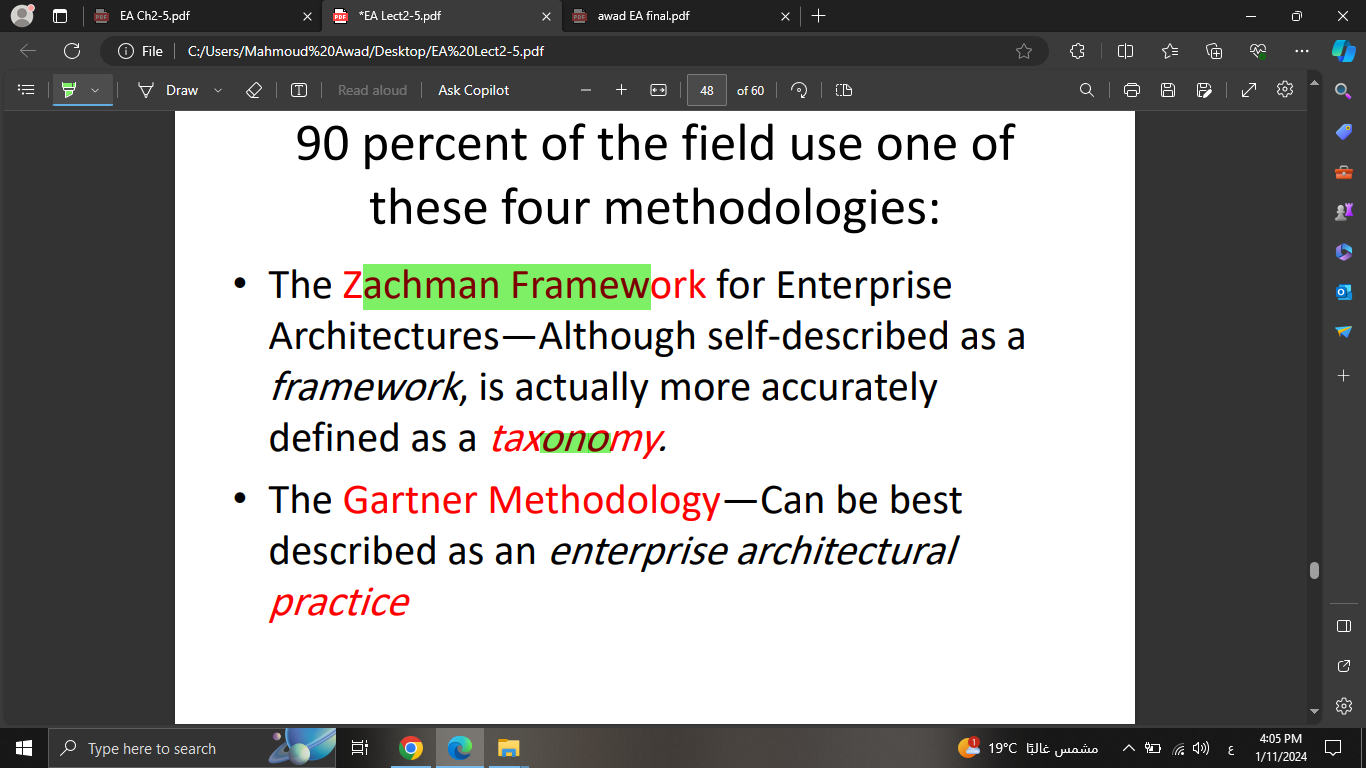 EA Ch2-5.pdf
*EA Lect2-5.pdf
awad EA final.pdf
File
C:/Users/Mahmoud%20Awad/Desktop/EA%20Lect2-5.pdf
Draw
Read aloud
Ask Copilot
48
of 60
90 percent of the field use one of
these four methodologies:
• The Zachman Framework for Enterprise
Architectures—Although self-described as a
framework, is actually more accurately
defined as a taxonomy.
• The Gartner Methodology—Can be best
described as an enterprise architectural
practice
Type here to search
1
19°C مشمس غالبًا
ع
4:05 PM
1/11/2024